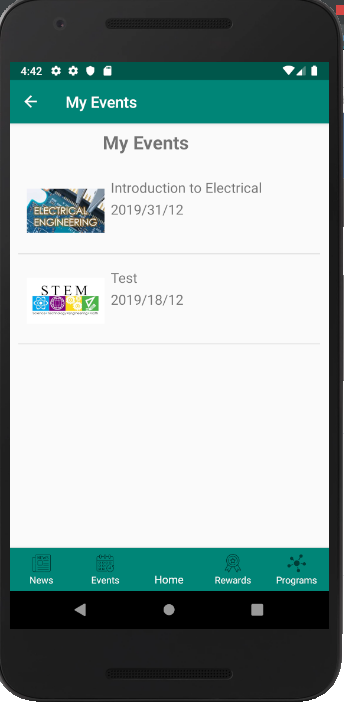 4:42
My Events
My Events
ELECTRICAL
ENGINEERING
Introduction to Electrical
2019/31/12
STEM
Test
2019/18/12
News
Events
Home
Rewards
Programs